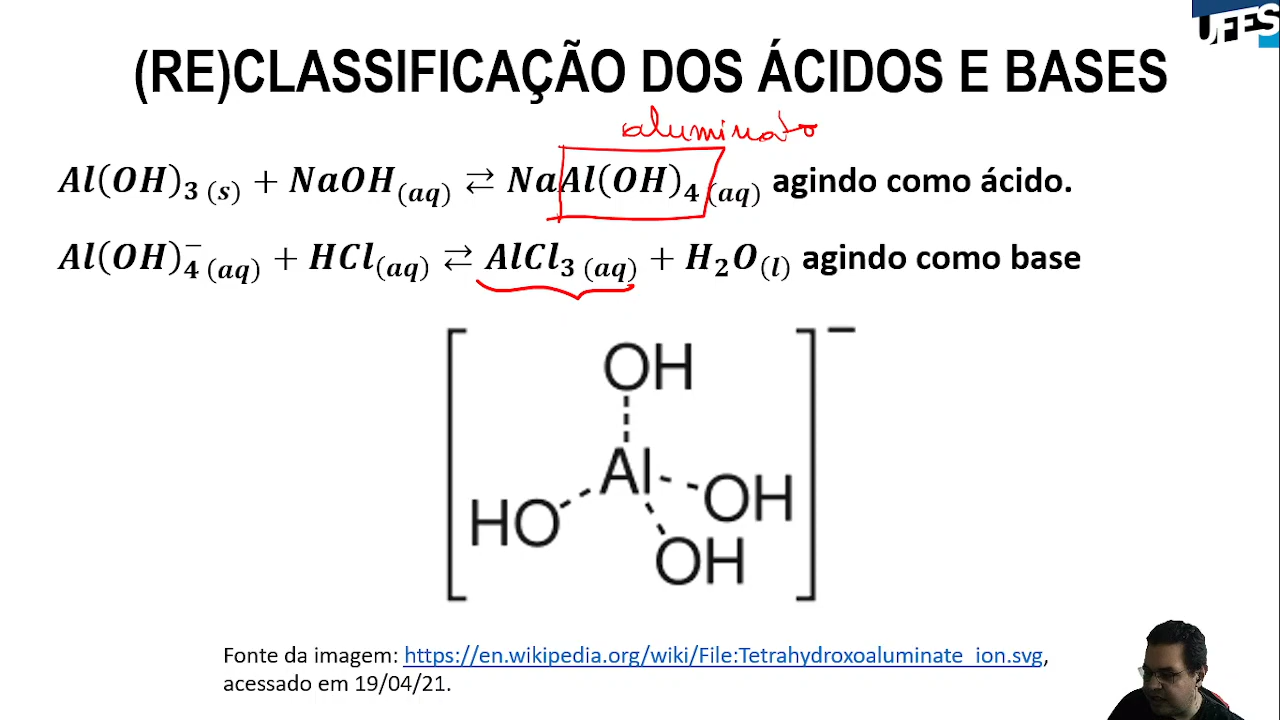 UFES
(RE)CLASSIFICAÇÃO DOS ÁCIDOS E BASES
aluminato
Al(OH)₃ (s) + NaOH(aq) ⇄ NaAl(OH)₄ (aq) agindo como ácido.
Al(OH)₄⁻ (aq) + HCl(aq) ⇄ AlCl₃ (aq) + H₂O(l) agindo como base
OH
Al
HO
OH
OH
−
Fonte da imagem: https://en.wikipedia.org/wiki/File:Tetrahydroxoaluminate_ion.svg,
acessado em 19/04/21.